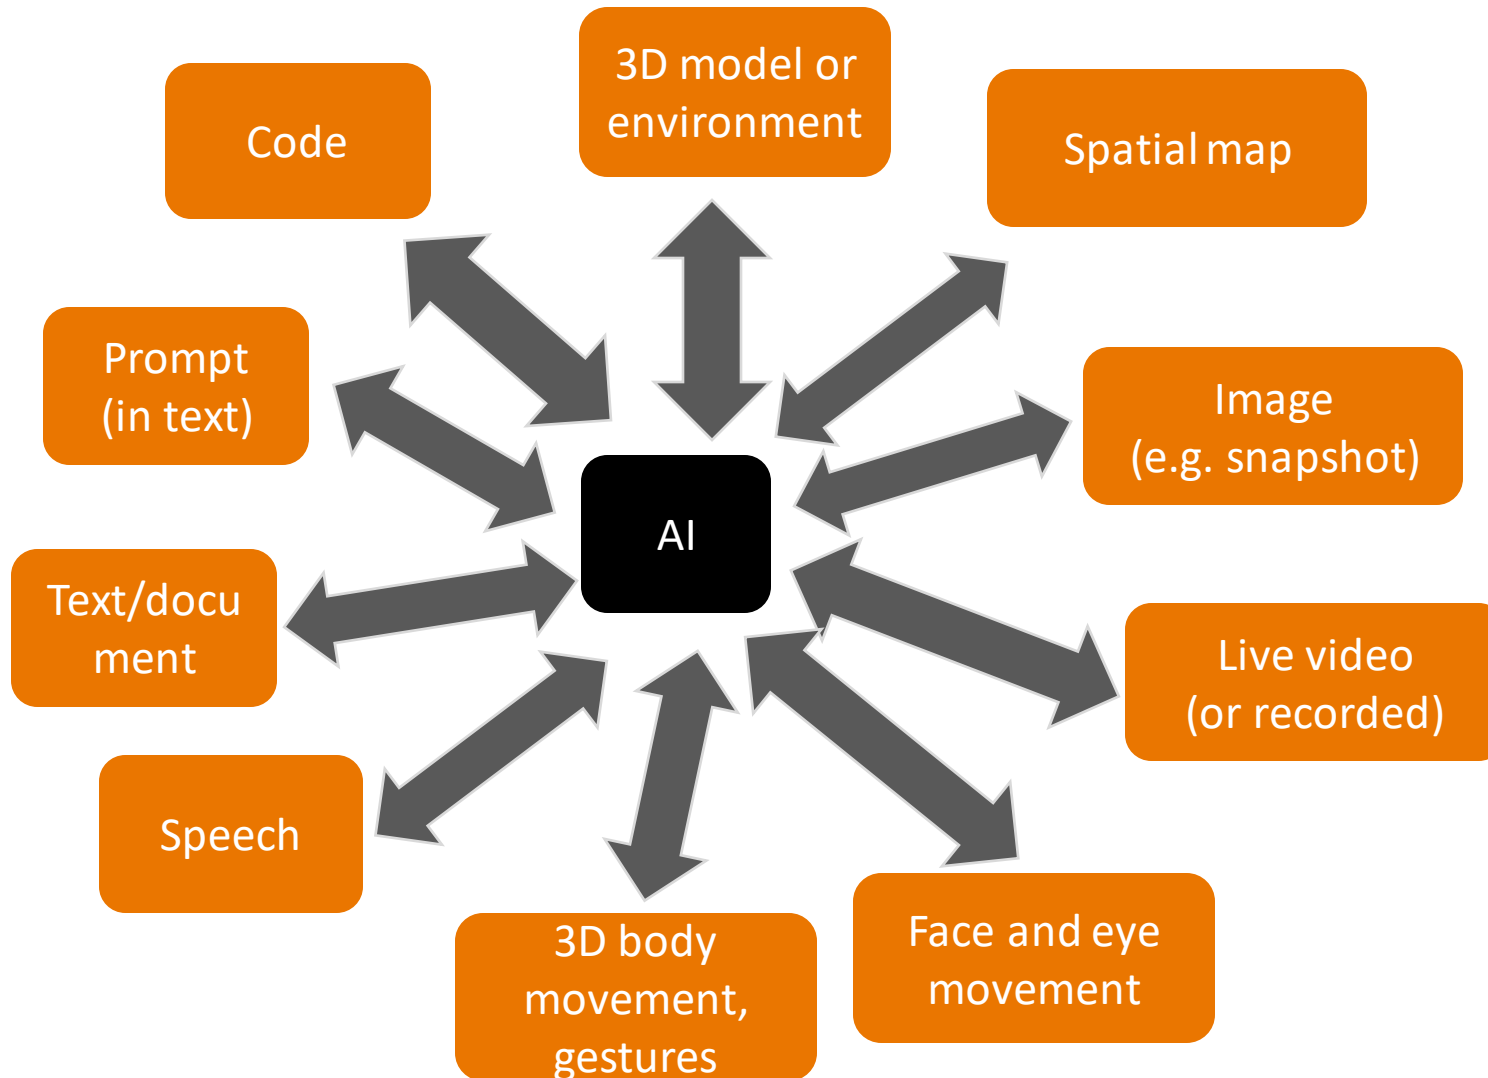 3D model or
environment
Code
Spatial map
Prompt
(in text)
Image
(e.g. snapshot)
AI
Text/docu
ment
Live video
(or recorded)
Speech
Face and eye
movement
3D body
movement,
gestures